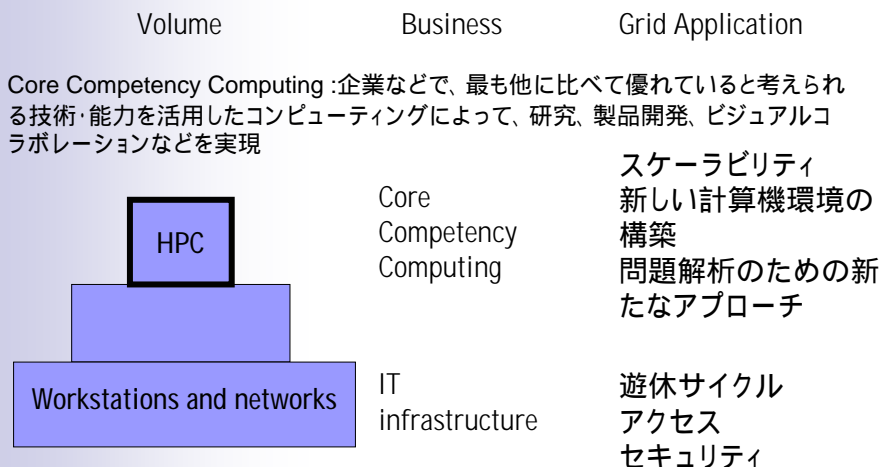 Volume Business Grid Application
Core Competency Computing :企業などで、最も他に比べて優れていると考えられ
る技術・能力を活用したコンピューティングによって、研究、製品開発、ビジュアルコ
ラボレーションなどを実現
HPC
Core
Competency
Computing
スケーラビリティ
新しい計算機環境の
構築
問題解析のための新
たなアプローチ
Workstations and networks
IT
infrastructure
遊休サイクル
アクセス
セキュリティ